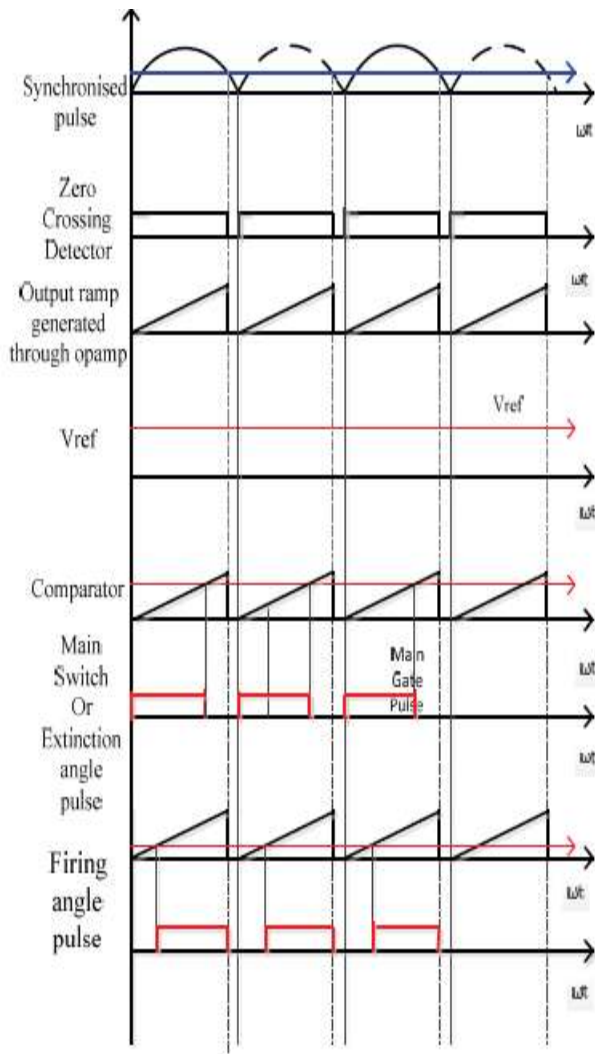 Synchronised
pulse
ωt
Zero
Crossing
Detector
ωt
Output ramp
generated
through opamp
Vref
Vref
ωt
Comparator
ωt
Main
Switch
Or
Extinction
angle
pulse
Main
Gate
Pulse
ωt
Firing
angle
pulse
ωt
ωt